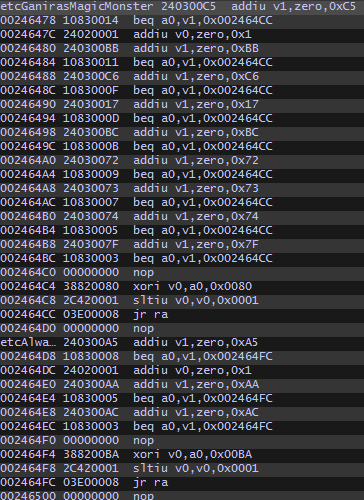 etcGanirasMagicMonster 240300C5 addiu v1,zero,0xC5
00246478 10830014 beq a0,v1,0x002464CC
0024647C 24020001 addiu v0,zero,0x1
00246480 240300BB addiu v1,zero,0xBB
00246484 10830011 beq a0,v1,0x002464CC
00246488 240300C6 addiu v1,zero,0xC6
0024648C 1083000F beq a0,v1,0x002464CC
00246490 24030017 addiu v1,zero,0x17
00246494 1083000D beq a0,v1,0x002464CC
00246498 240300BC addiu v1,zero,0xBC
0024649C 1083000B beq a0,v1,0x002464CC
002464A0 24030072 addiu v1,zero,0x72
002464A4 10830009 beq a0,v1,0x002464CC
002464A8 24030073 addiu v1,zero,0x73
002464AC 10830007 beq a0,v1,0x002464CC
002464B0 24030074 addiu v1,zero,0x74
002464B4 10830005 beq a0,v1,0x002464CC
002464B8 2403007F addiu v1,zero,0x7F
002464BC 10830003 beq a0,v1,0x002464CC
002464C0 00000000 nop
002464C4 38820080 xori v0,a0,0x0080
002464C8 2C420001 sltiu v0,v0,0x0001
002464CC 03E00008 jr ra
002464D0 00000000 nop
etcAlwa… 240300A5 addiu v1,zero,0xA5
002464D8 10830008 beq a0,v1,0x002464FC
002464DC 24020001 addiu v0,zero,0x1
002464E0 240300AA addiu v1,zero,0xAA
002464E4 10830005 beq a0,v1,0x002464FC
002464E8 240300AC addiu v1,zero,0xAC
002464EC 10830003 beq a0,v1,0x002464FC
002464F0 00000000 nop
002464F4 388200BA xori v0,a0,0x00BA
002464F8 2C420001 sltiu v0,v0,0x0001
002464FC 03E00008 jr ra
00246500 00000000 nop